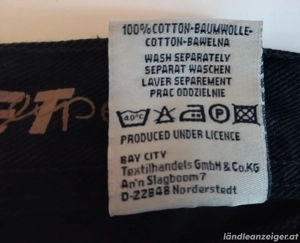 100% COTTON-BAUMWOLLE-
COTTON-BAWELNA
WASH SEPARATELY
SEPARAT WASCHEN
LAVER SEPAREMENT
PRAC ODDZIELNIE
40°C A P
PRODUCED UNDER LICENCE
BAY CITY
Textilhandels GmbH & Co.KG
An'n Slagboom 7
D-22848 Norderstedt
ländleanzeiger.at